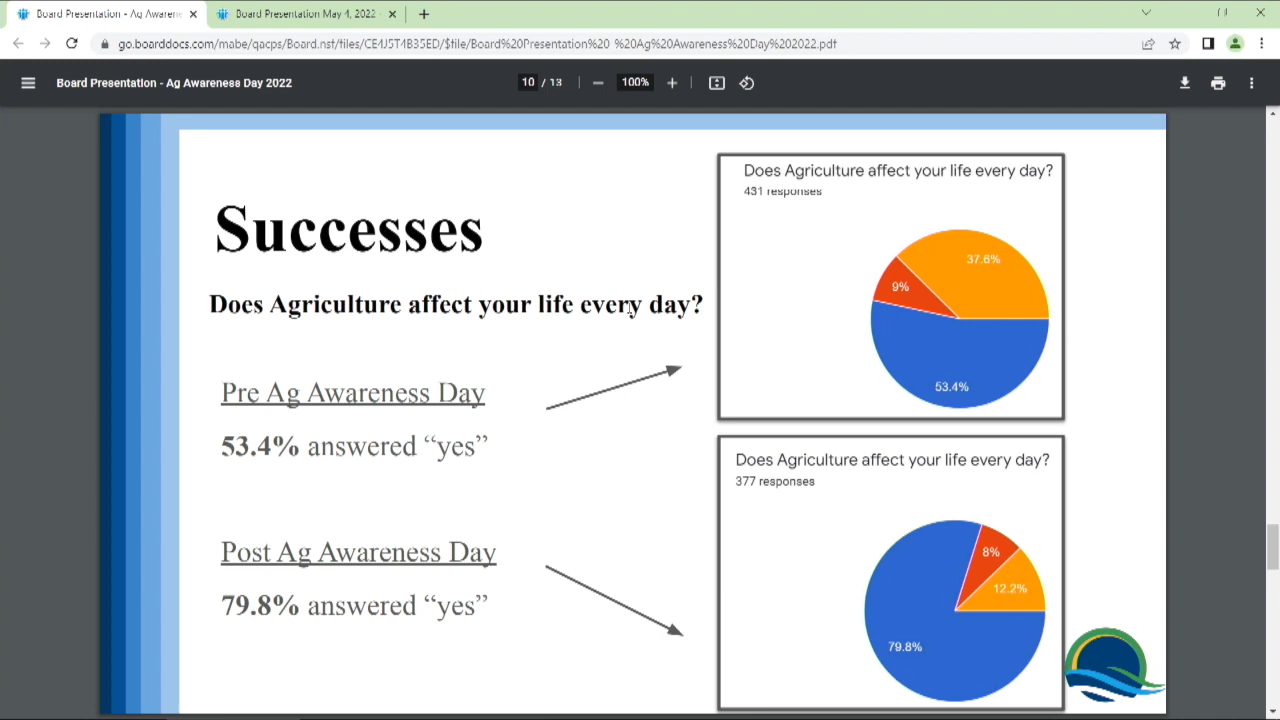 Board Presentation - Ag Awarene
Board Presentation May 4, 2022
go.boarddocs.com/mabe/qacps/Board.nsf/files/CE4J5T4B35ED/$file/Board%20Presentation%20 %20Ag%20Awareness%20Day%202022.pdf
Board Presentation - Ag Awareness Day 2022
10 / 13
100%
Successes
Does Agriculture affect your life every day?
Pre Ag Awareness Day
53.4% answered “yes”
Post Ag Awareness Day
79.8% answered “yes”
Does Agriculture affect your life every day?
431 responses
37.6%
9%
53.4%
Does Agriculture affect your life every day?
377 responses
8%
12.2%
79.8%